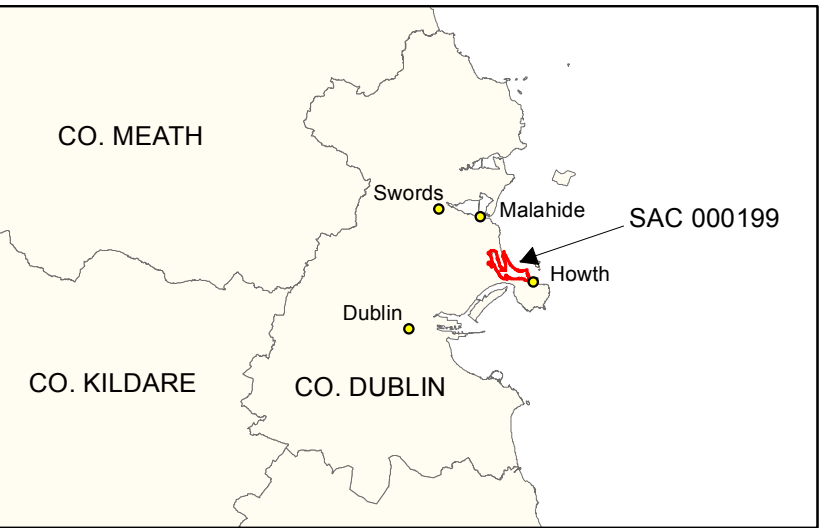 CO. MEATH
Swords
Malahide
SAC 000199
Howth
Dublin
CO. KILDARE
CO. DUBLIN